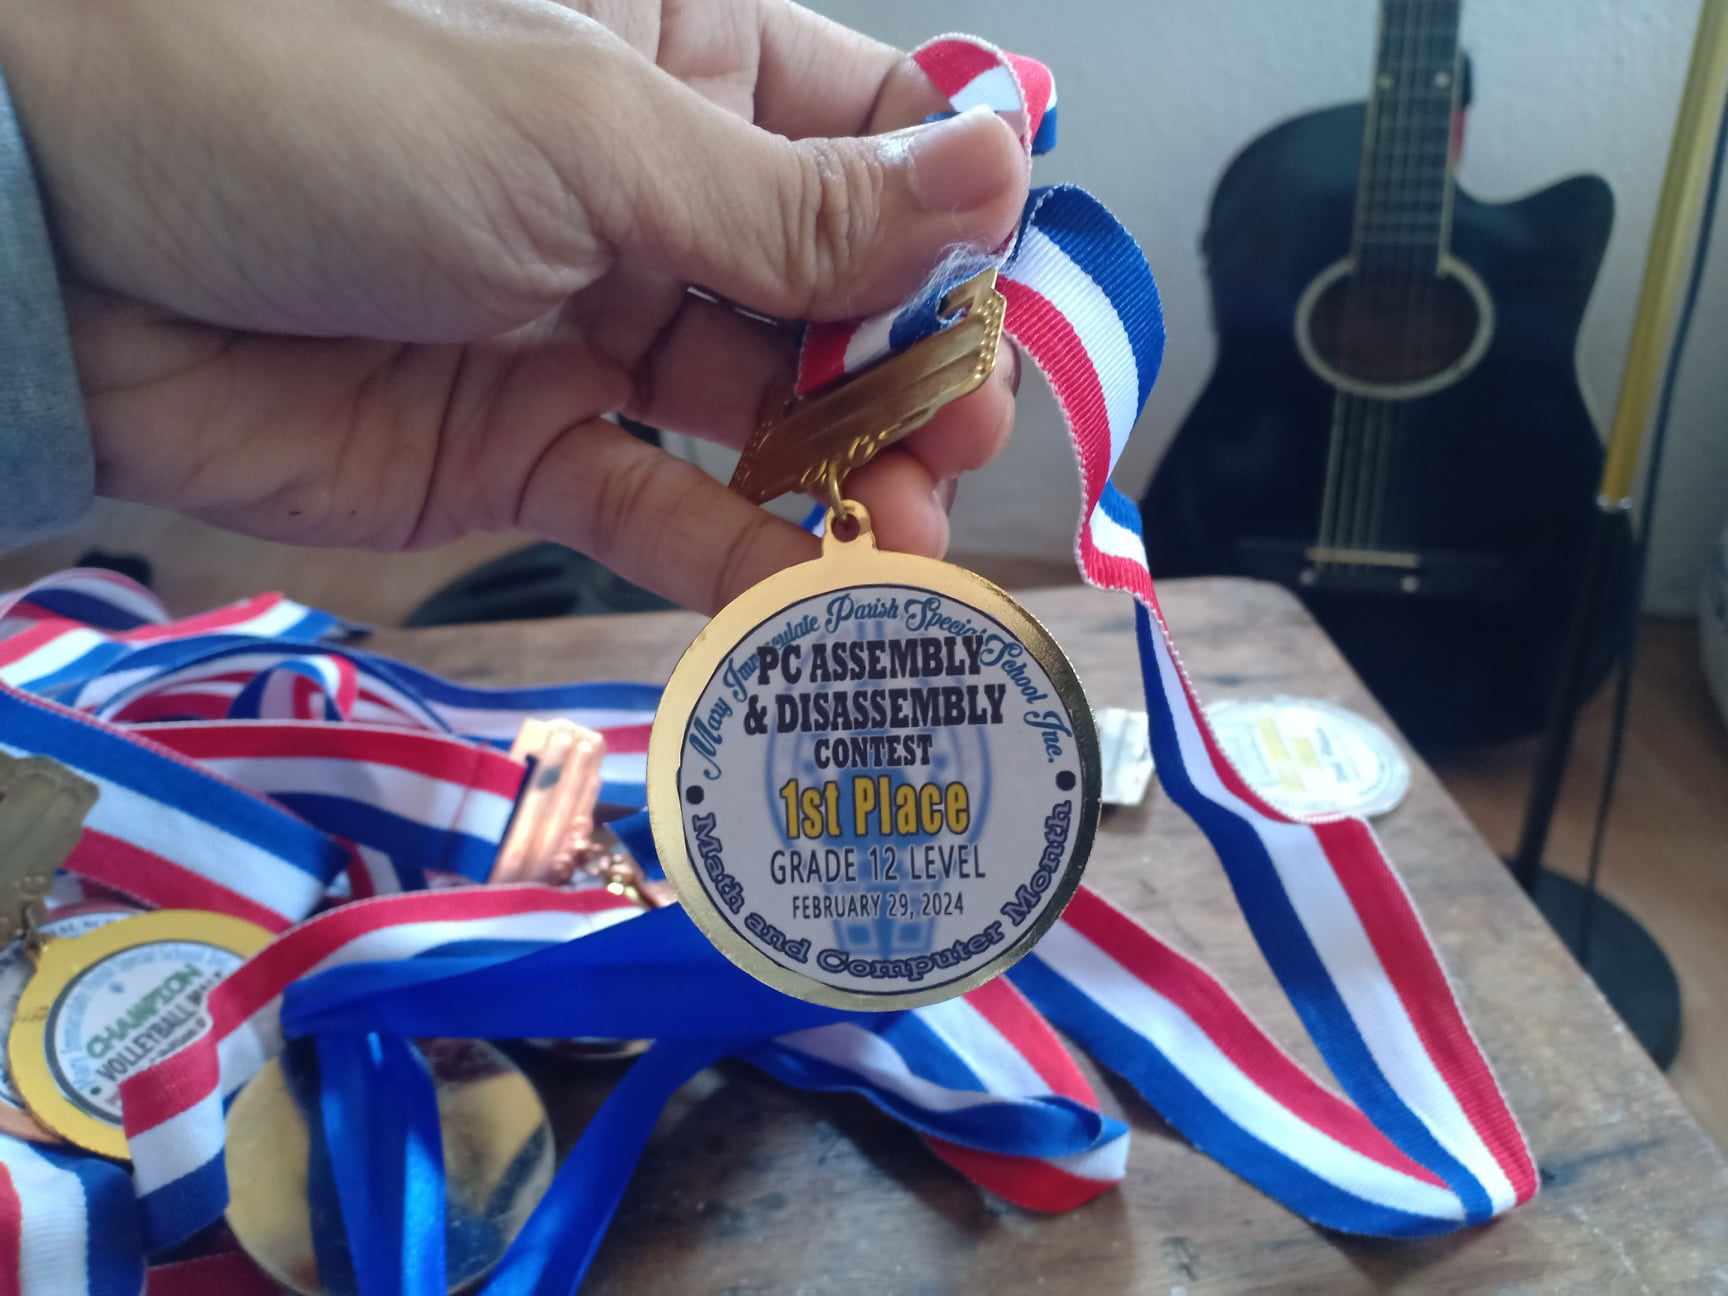 Mary Immaculate Parish Special School Inc.
PC ASSEMBLY
& DISASSEMBLY
CONTEST
1st Place
GRADE 12 LEVEL
FEBRUARY 29, 2024
Math and Computer Month
CHAMPION
VOLLEYBALL